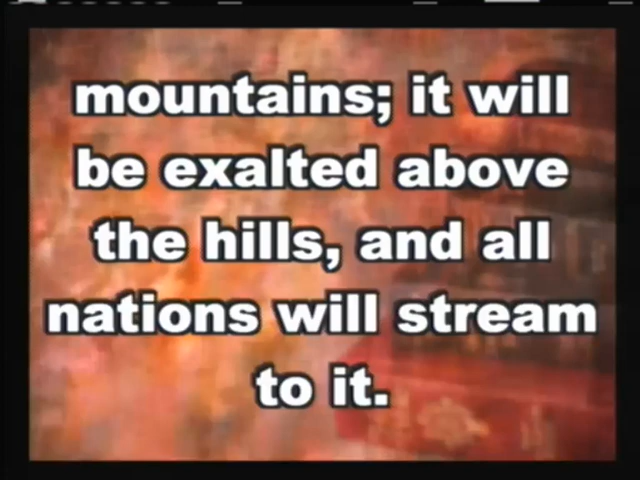 mountains; it will
be exalted above
the hills, and all
nations will stream
to it.